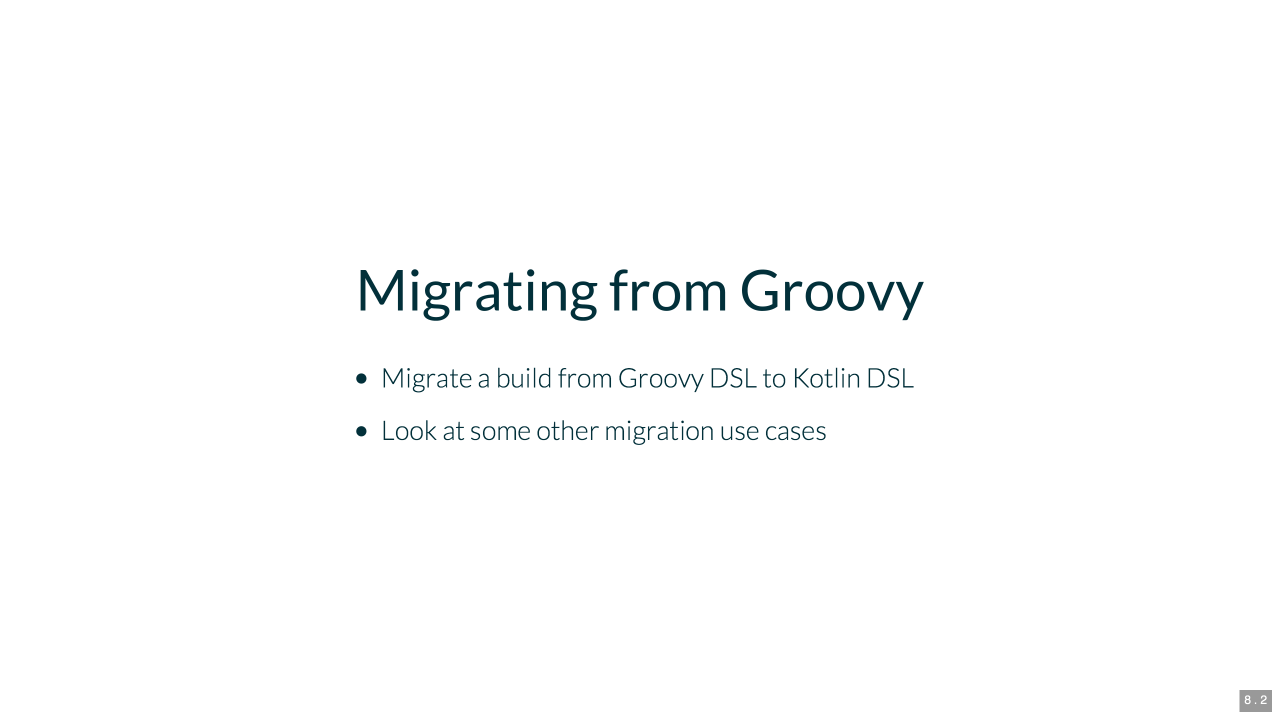 Migrating from Groovy
• Migrate a build from Groovy DSL to Kotlin DSL
• Look at some other migration use cases
8.2